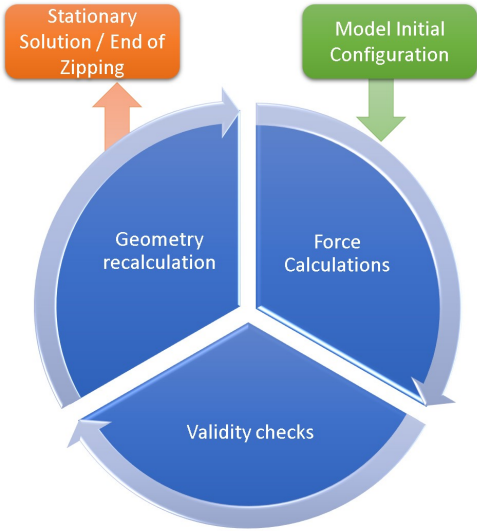 Stationary
Solution / End of
Zipping
Model Initial
Configuration
Geometry
recalculation
Force
Calculations
Validity checks